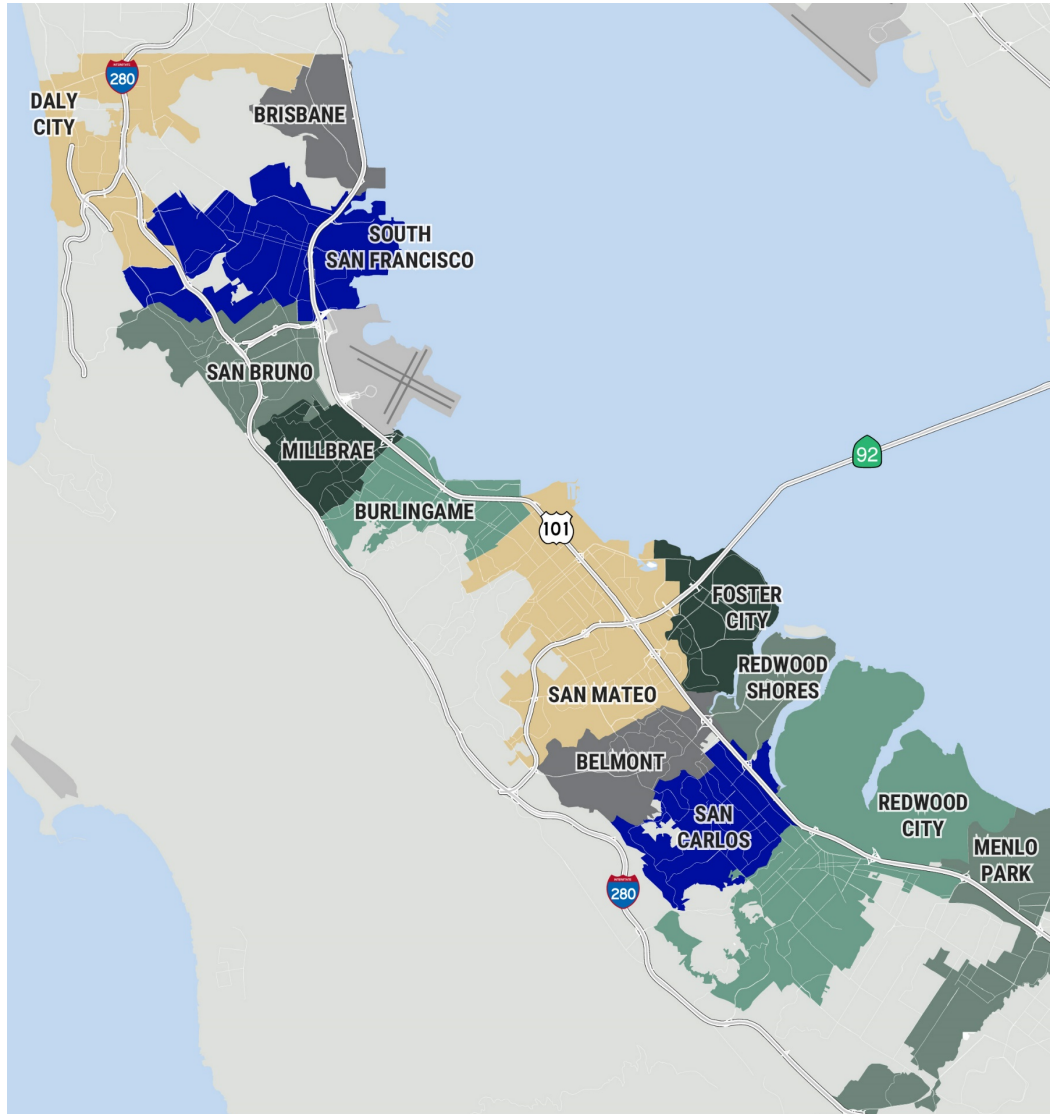 280
DALY
CITY
BRISBANE
SOUTH
SAN FRANCISCO
SAN BRUNO
MILLBRAE
92
BURLINGAME
101
FOSTER
CITY
REDWOOD
SHORES
SAN MATEO
BELMONT
SAN
CARLOS
REDWOOD
CITY
MENLO
PARK
280